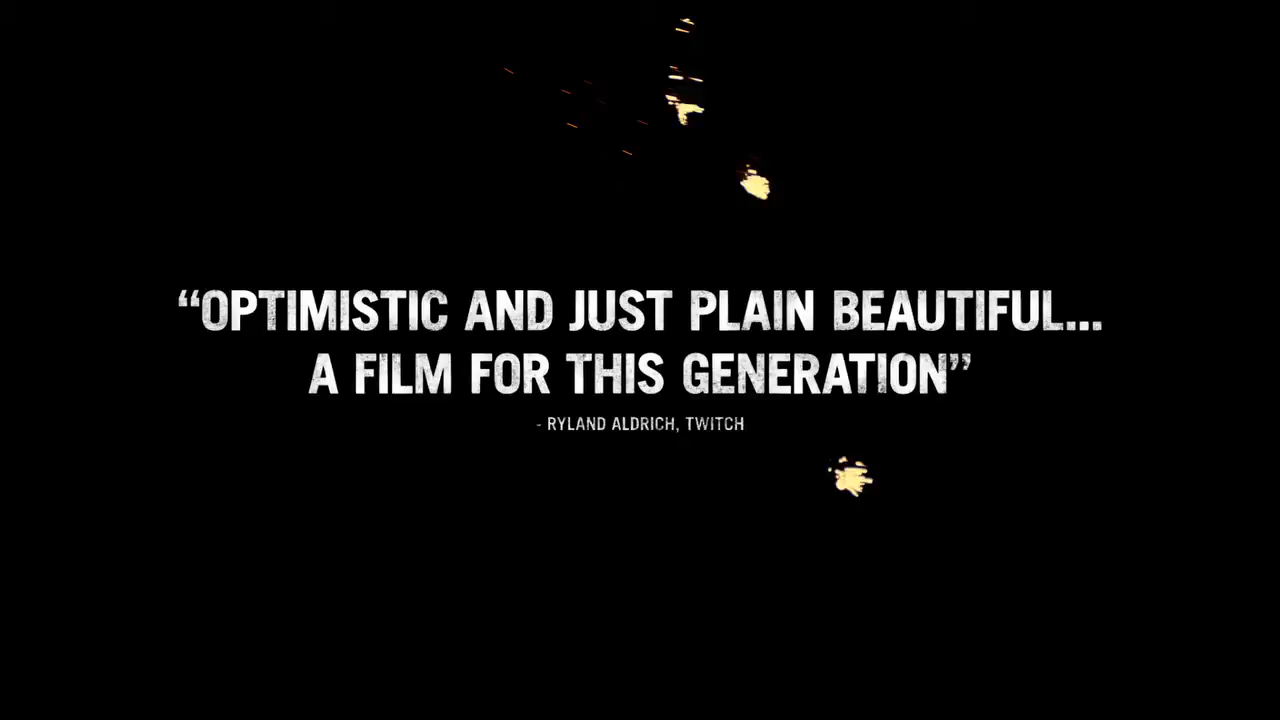 “OPTIMISTIC AND JUST PLAIN BEAUTIFUL...
A FILM FOR THIS GENERATION”
- RYLAND ALDRICH, TWITCH